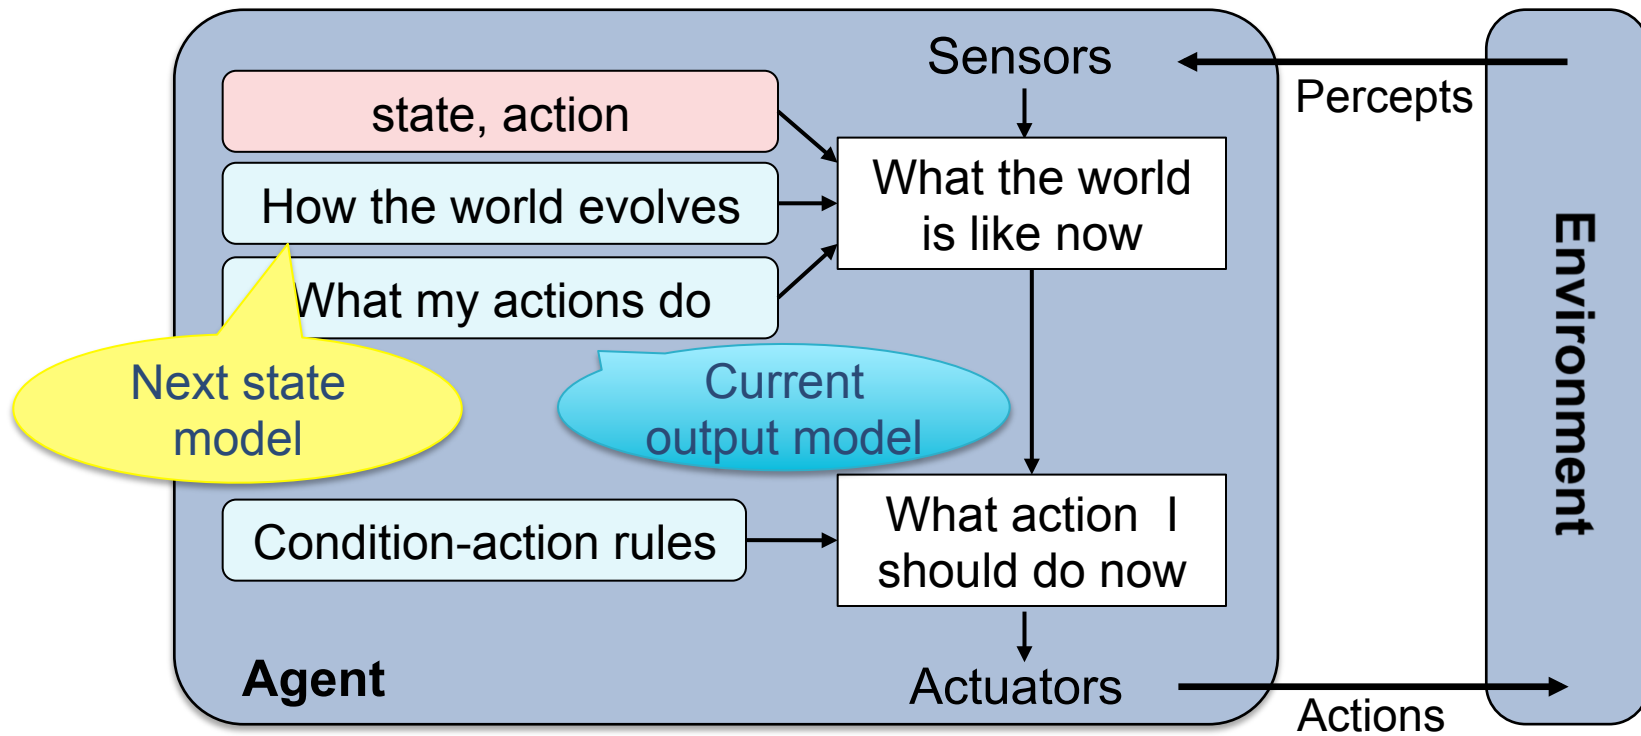 Sensors
Percepts
state, action
What the world
is like now
How the world evolves
What my actions do
Next state
model
Current
output model
Environment
What action I
should do now
Condition-action rules
Agent
Actuators
Actions